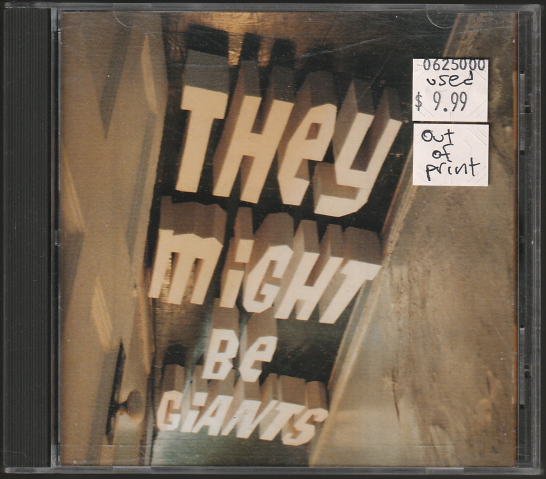 THey
MiGHT
Be
GiANTS
0625000
used
$ 9.99
out
of
print